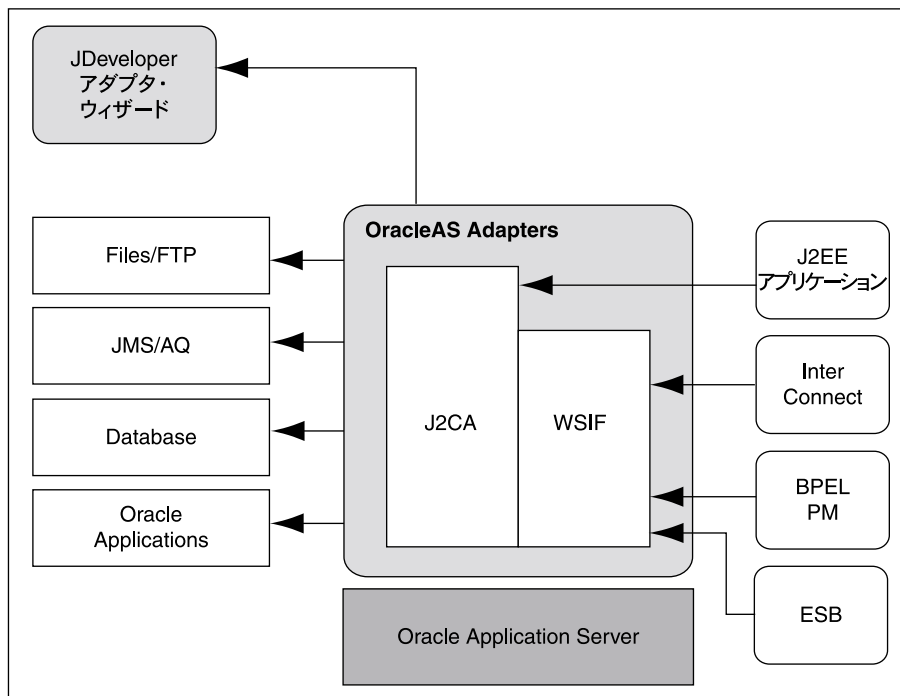 JDeveloper
アダプタ・
ウィザード
OracleAS Adapters
Files/FTP
JMS/AQ
Database
Oracle
Applications
J2CA
WSIF
J2EE
アプリケーション
Inter
Connect
BPEL
PM
ESB
Oracle Application Server